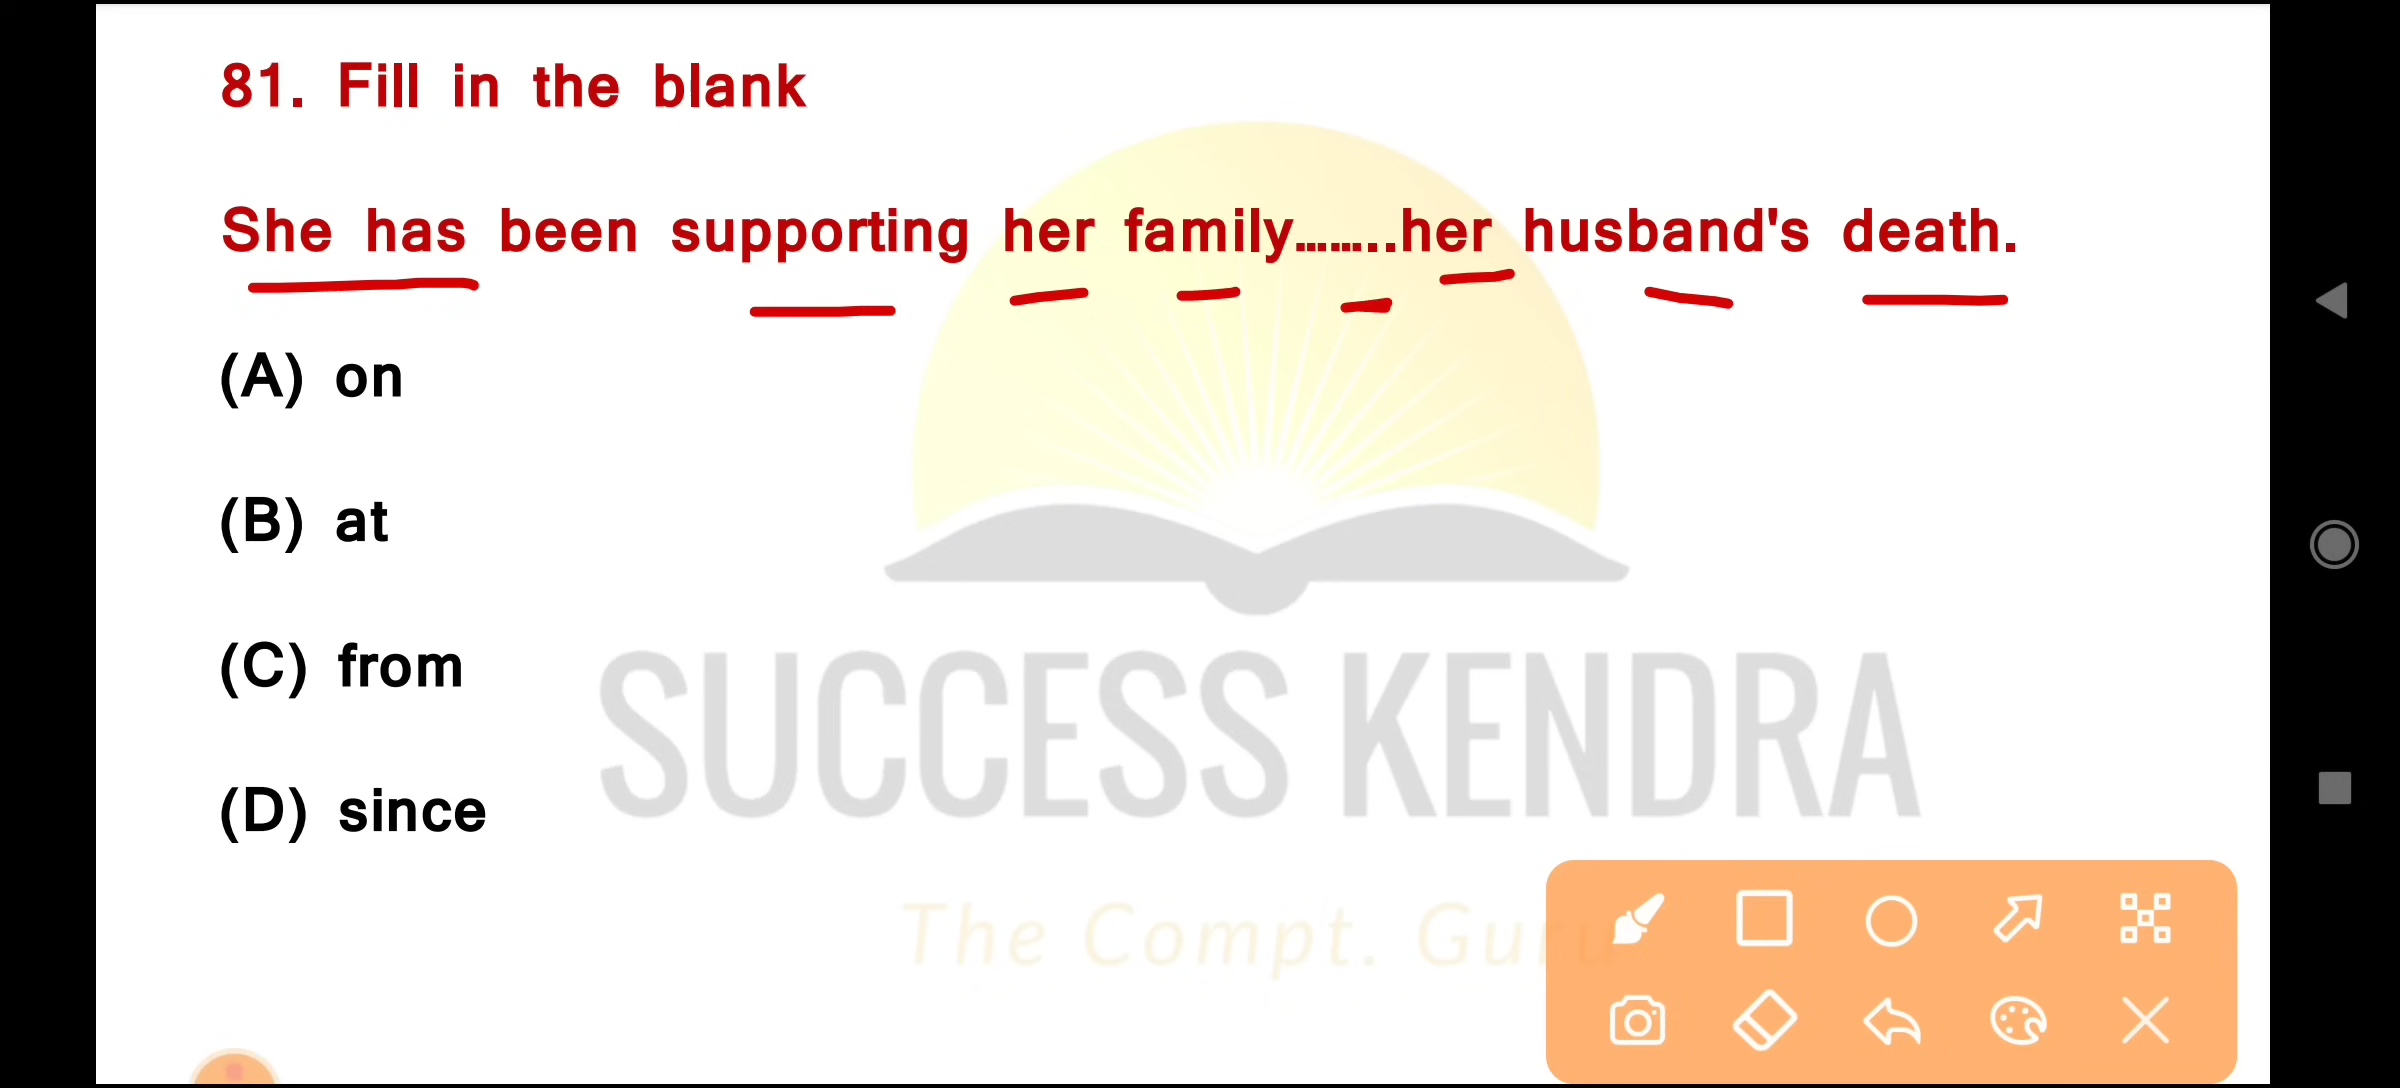 81. Fill in the blank
She has been supporting her family........her husband's death.
(A) on
(B) at
(C) from
(D) since
SUCCESS KENDRA
The Compt. Guru